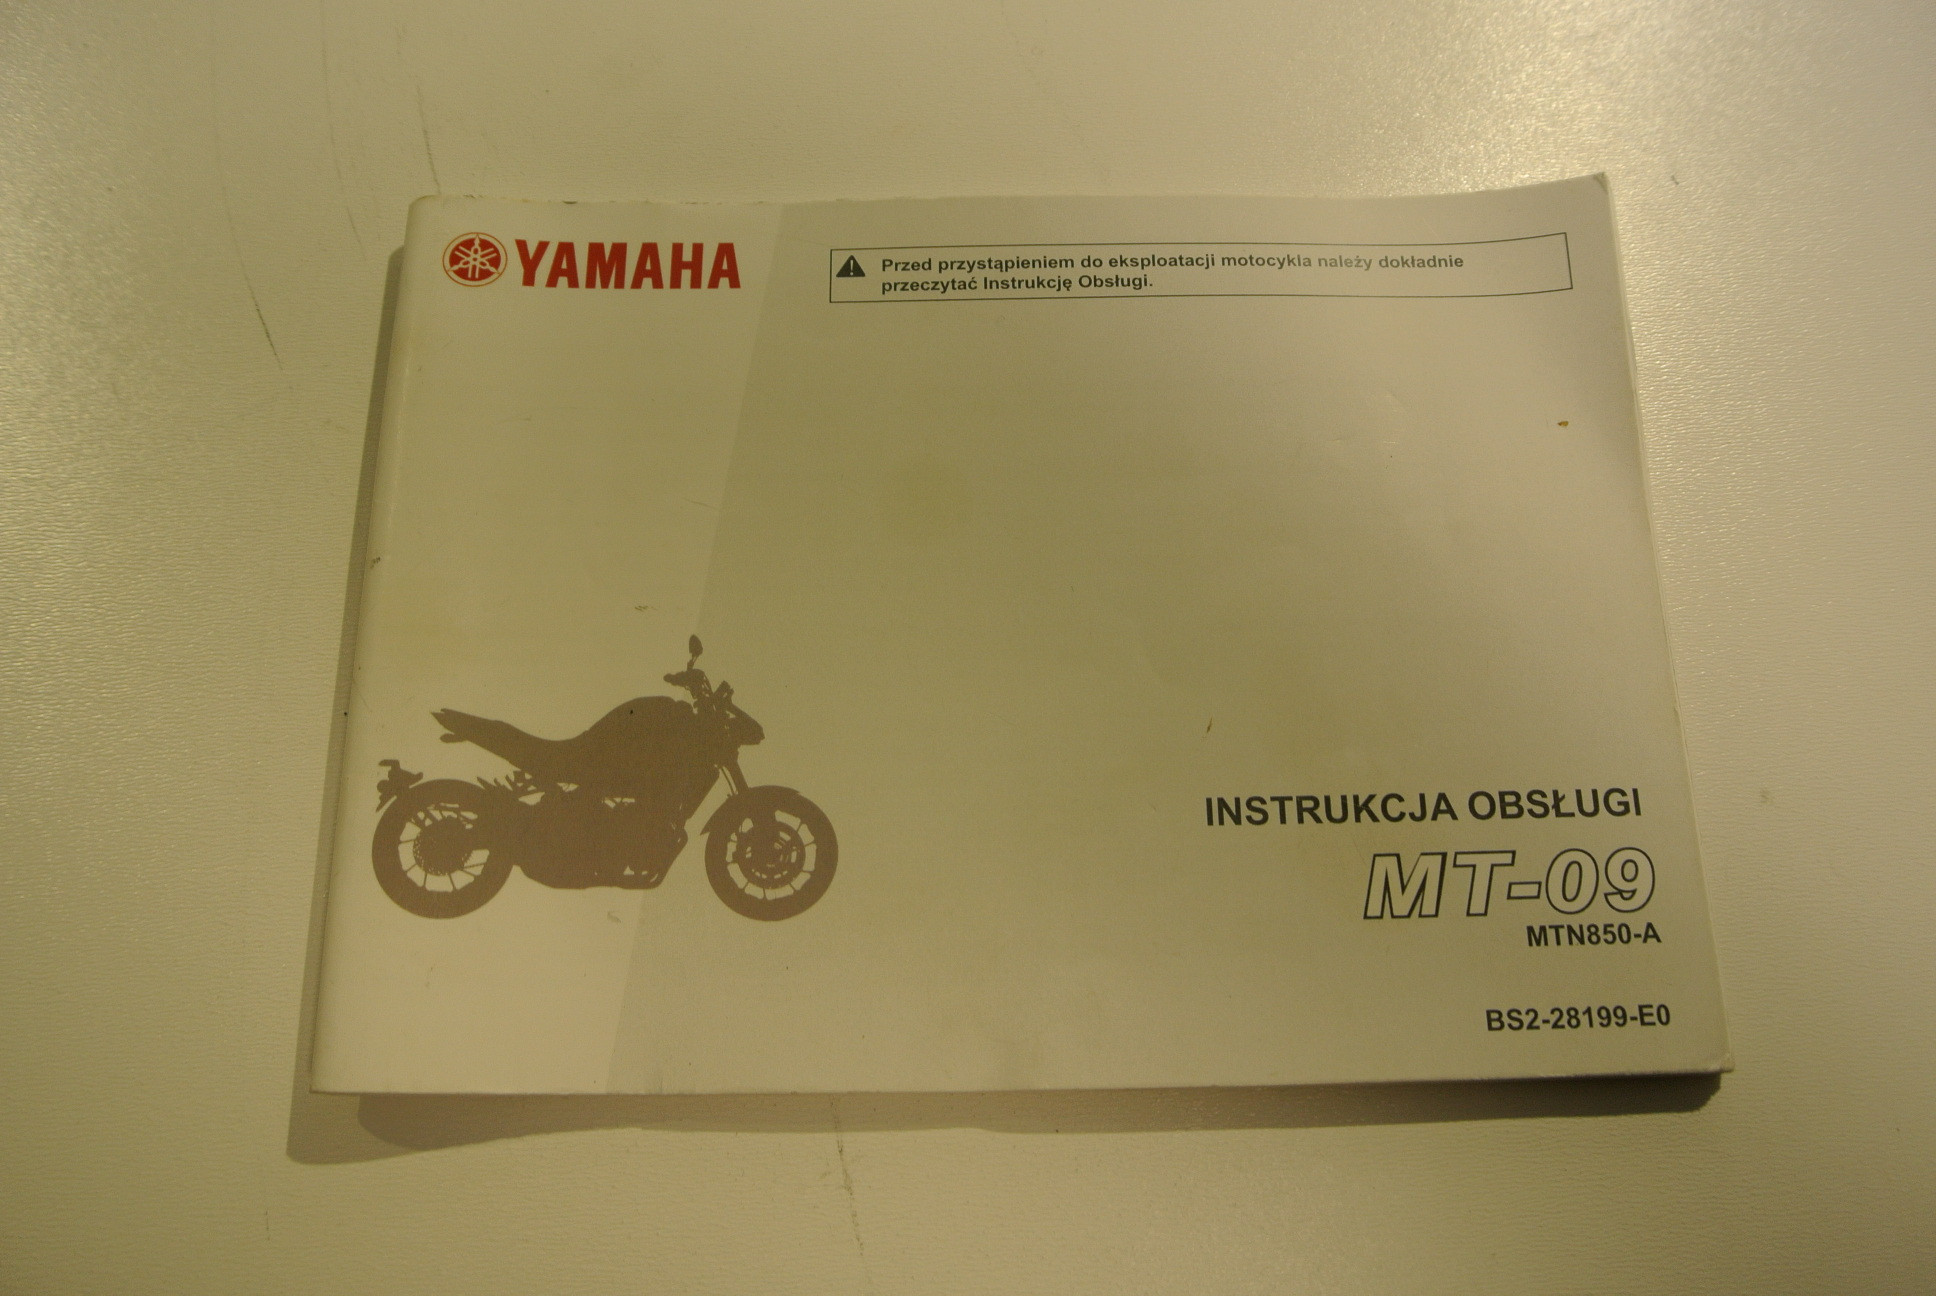 YAMAHA
Przed przystąpieniem do eksploatacji motocykla należy dokładnie
przeczytać Instrukcję Obsługi.
INSTRUKCJA OBSŁUGI
MT-09
MTN850-A
BS2-28199-E0